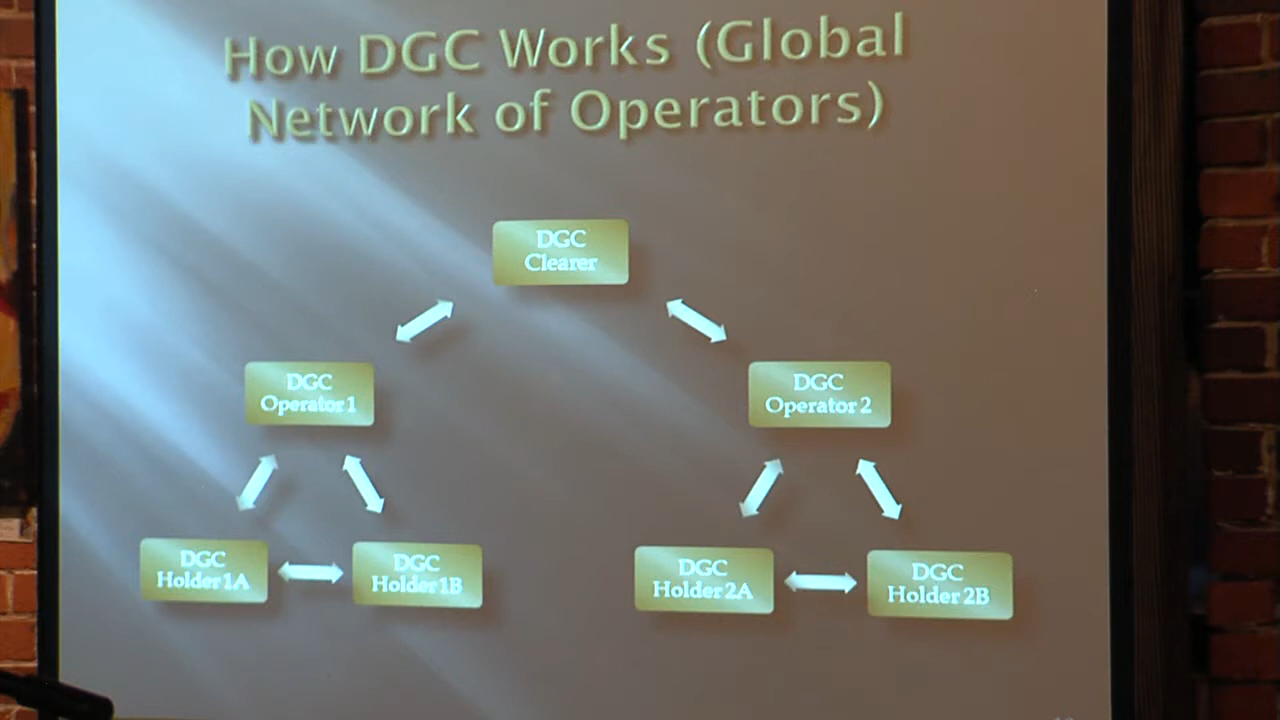 How DGC Works (Global
Network of Operators)
DGC
Clearer
DGC
Operator 1
DGC
Operator 2
DGC
Holder 1A
DGC
Holder 1B
DGC
Holder 2A
DGC
Holder 2B